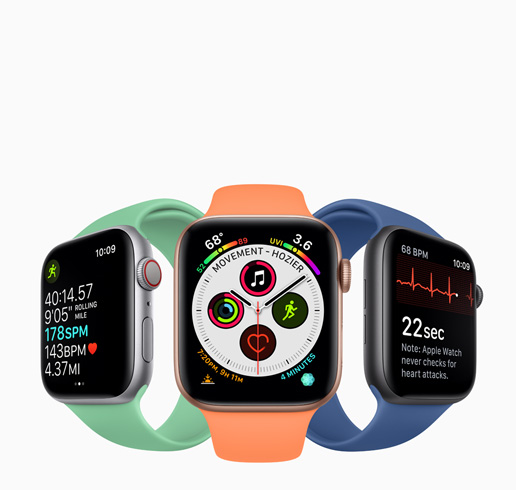 10:09
40:14.57
9'05" ROLLING MILE
178SPM
143BPM
4.37MI
68°
52
89
UVI
3.6
MOVEMENT - HOZIER
7:20PM, 9H 11M
4 MINUTES
68 BPM
10:09
22sec
Note: Apple Watch
never checks for
heart attacks.